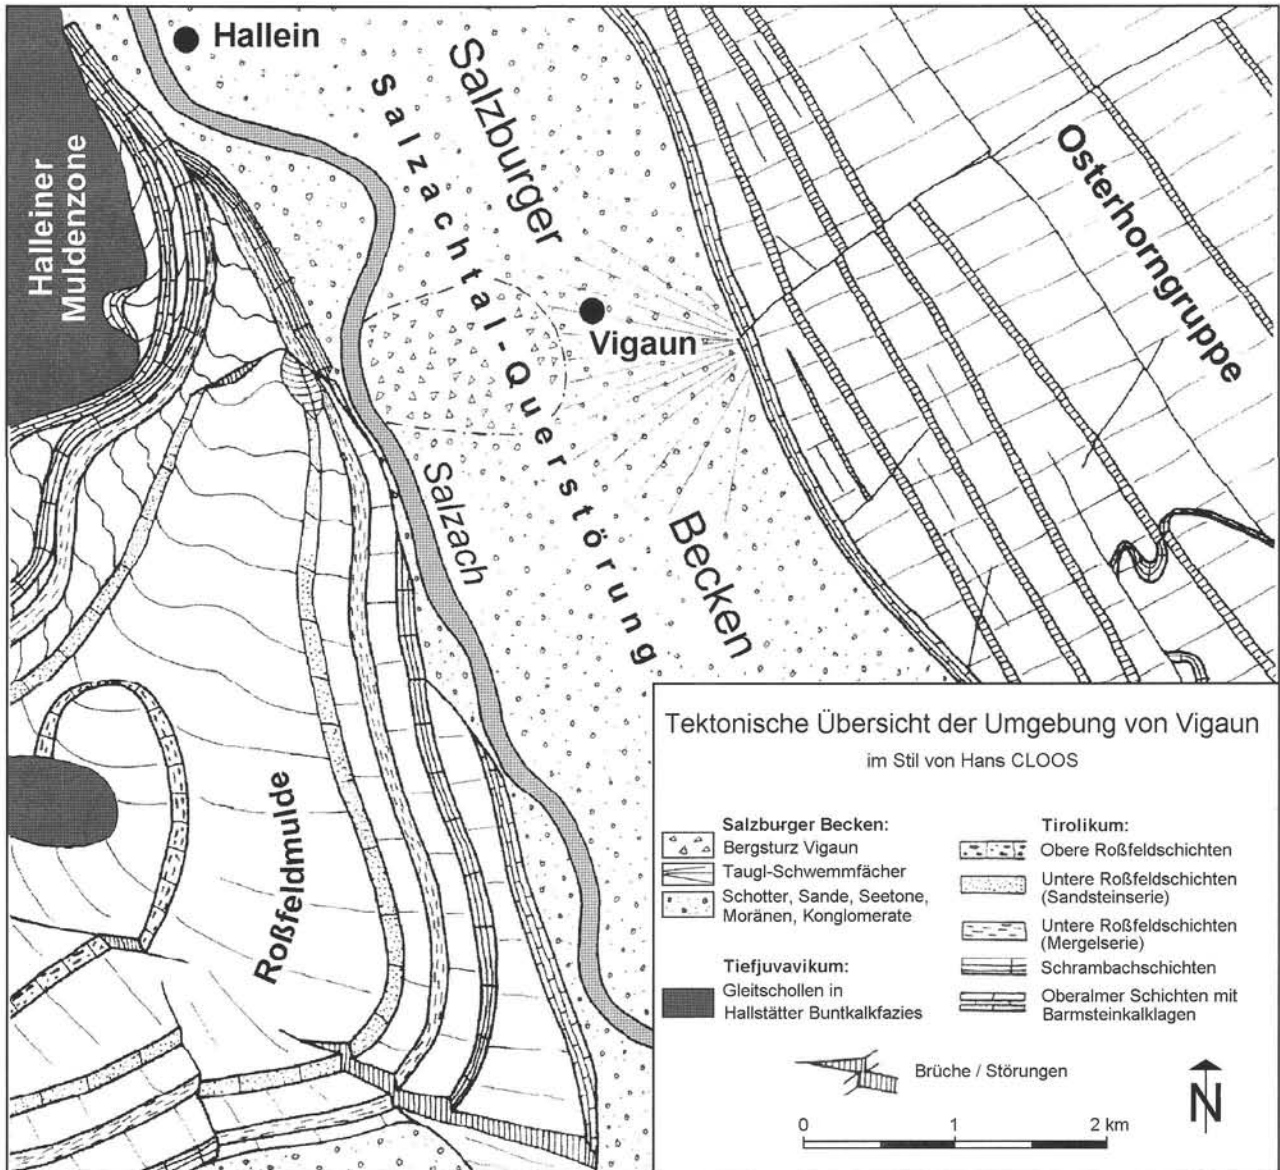 Hallein
Halleiner
Muldenzone
Salzburger
Becken
Salzachtal-Querstörung
Osterhorngruppe
Vigaun
Salzach
Roßfeldmulde
Tektonische Übersicht der Umgebung von Vigaun
im Stil von Hans CLOOS
Salzburger Becken:
Bergsturz Vigaun
Taugl-Schwemmfächer
Schotter, Sande, Seetone,
Moränen, Konglomerate
Tiefjuvavikum:
Gleitschollen in
Hallstätter Buntkalkfazies
Tirolikum:
Obere Roßfeldschichten
Untere Roßfeldschichten
(Sandsteinserie)
Untere Roßfeldschichten
(Mergelserie)
Schrambachschichten
Oberalmer Schichten mit
Barmsteinkalklagen
Brüche / Störungen
0 1 2 km
N